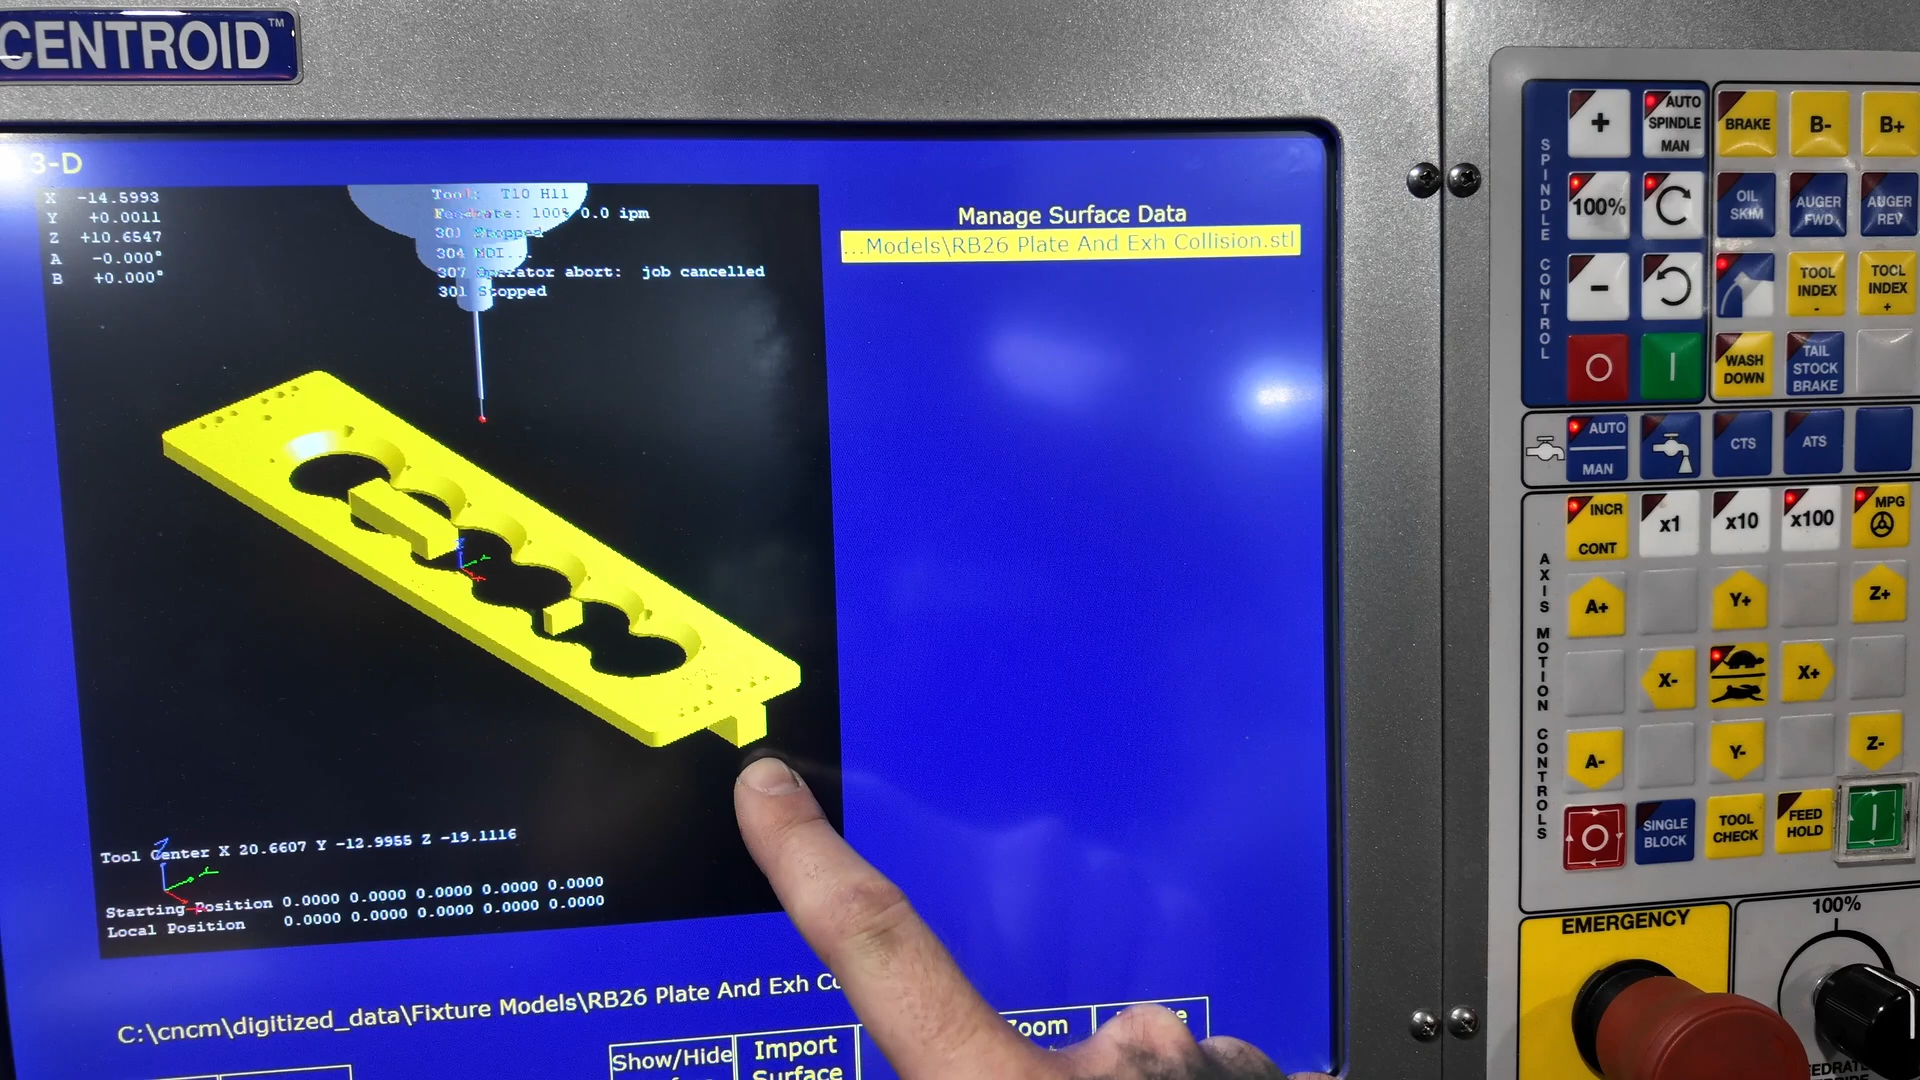 CENTROID™
3-D
X -14.5993
Y +0.0011
Z +10.6547
A -0.000°
B +0.000°
Tool: T10 H11
Feedrate: 100% 0.0 ipm
301 Stopped
304 MDI...
307 Operator abort: job cancelled
301 Stopped
Manage Surface Data
...Models\RB26 Plate And Exh Collision.stl
Tool Center X 20.6607 Y -12.9955 Z -19.1116
Starting Position 0.0000 0.0000 0.0000 0.0000 0.0000
Local Position 0.0000 0.0000 0.0000 0.0000 0.0000
C:\cncm\digitized_data\Fixture Models\RB26 Plate And Exh Co
Show/Hide
Import
Surface
Zoom
SPINDLE CONTROL
+
AUTO
SPINDLE
MAN
BRAKE
B-
B+
100%
OIL
SKIM
AUGER
FWD
AUGER
REV
-
TOOL
INDEX
-
TOOL
INDEX
+
O
I
WASH
DOWN
TAIL
STOCK
BRAKE
AUTO
MAN
CTS
ATS
AXIS MOTION CONTROLS
INCR
CONT
x1
x10
x100
MPG
A+
Y+
Z+
X-
X+
A-
Y-
Z-
O
SINGLE
BLOCK
TOOL
CHECK
FEED
HOLD
I
EMERGENCY
100%